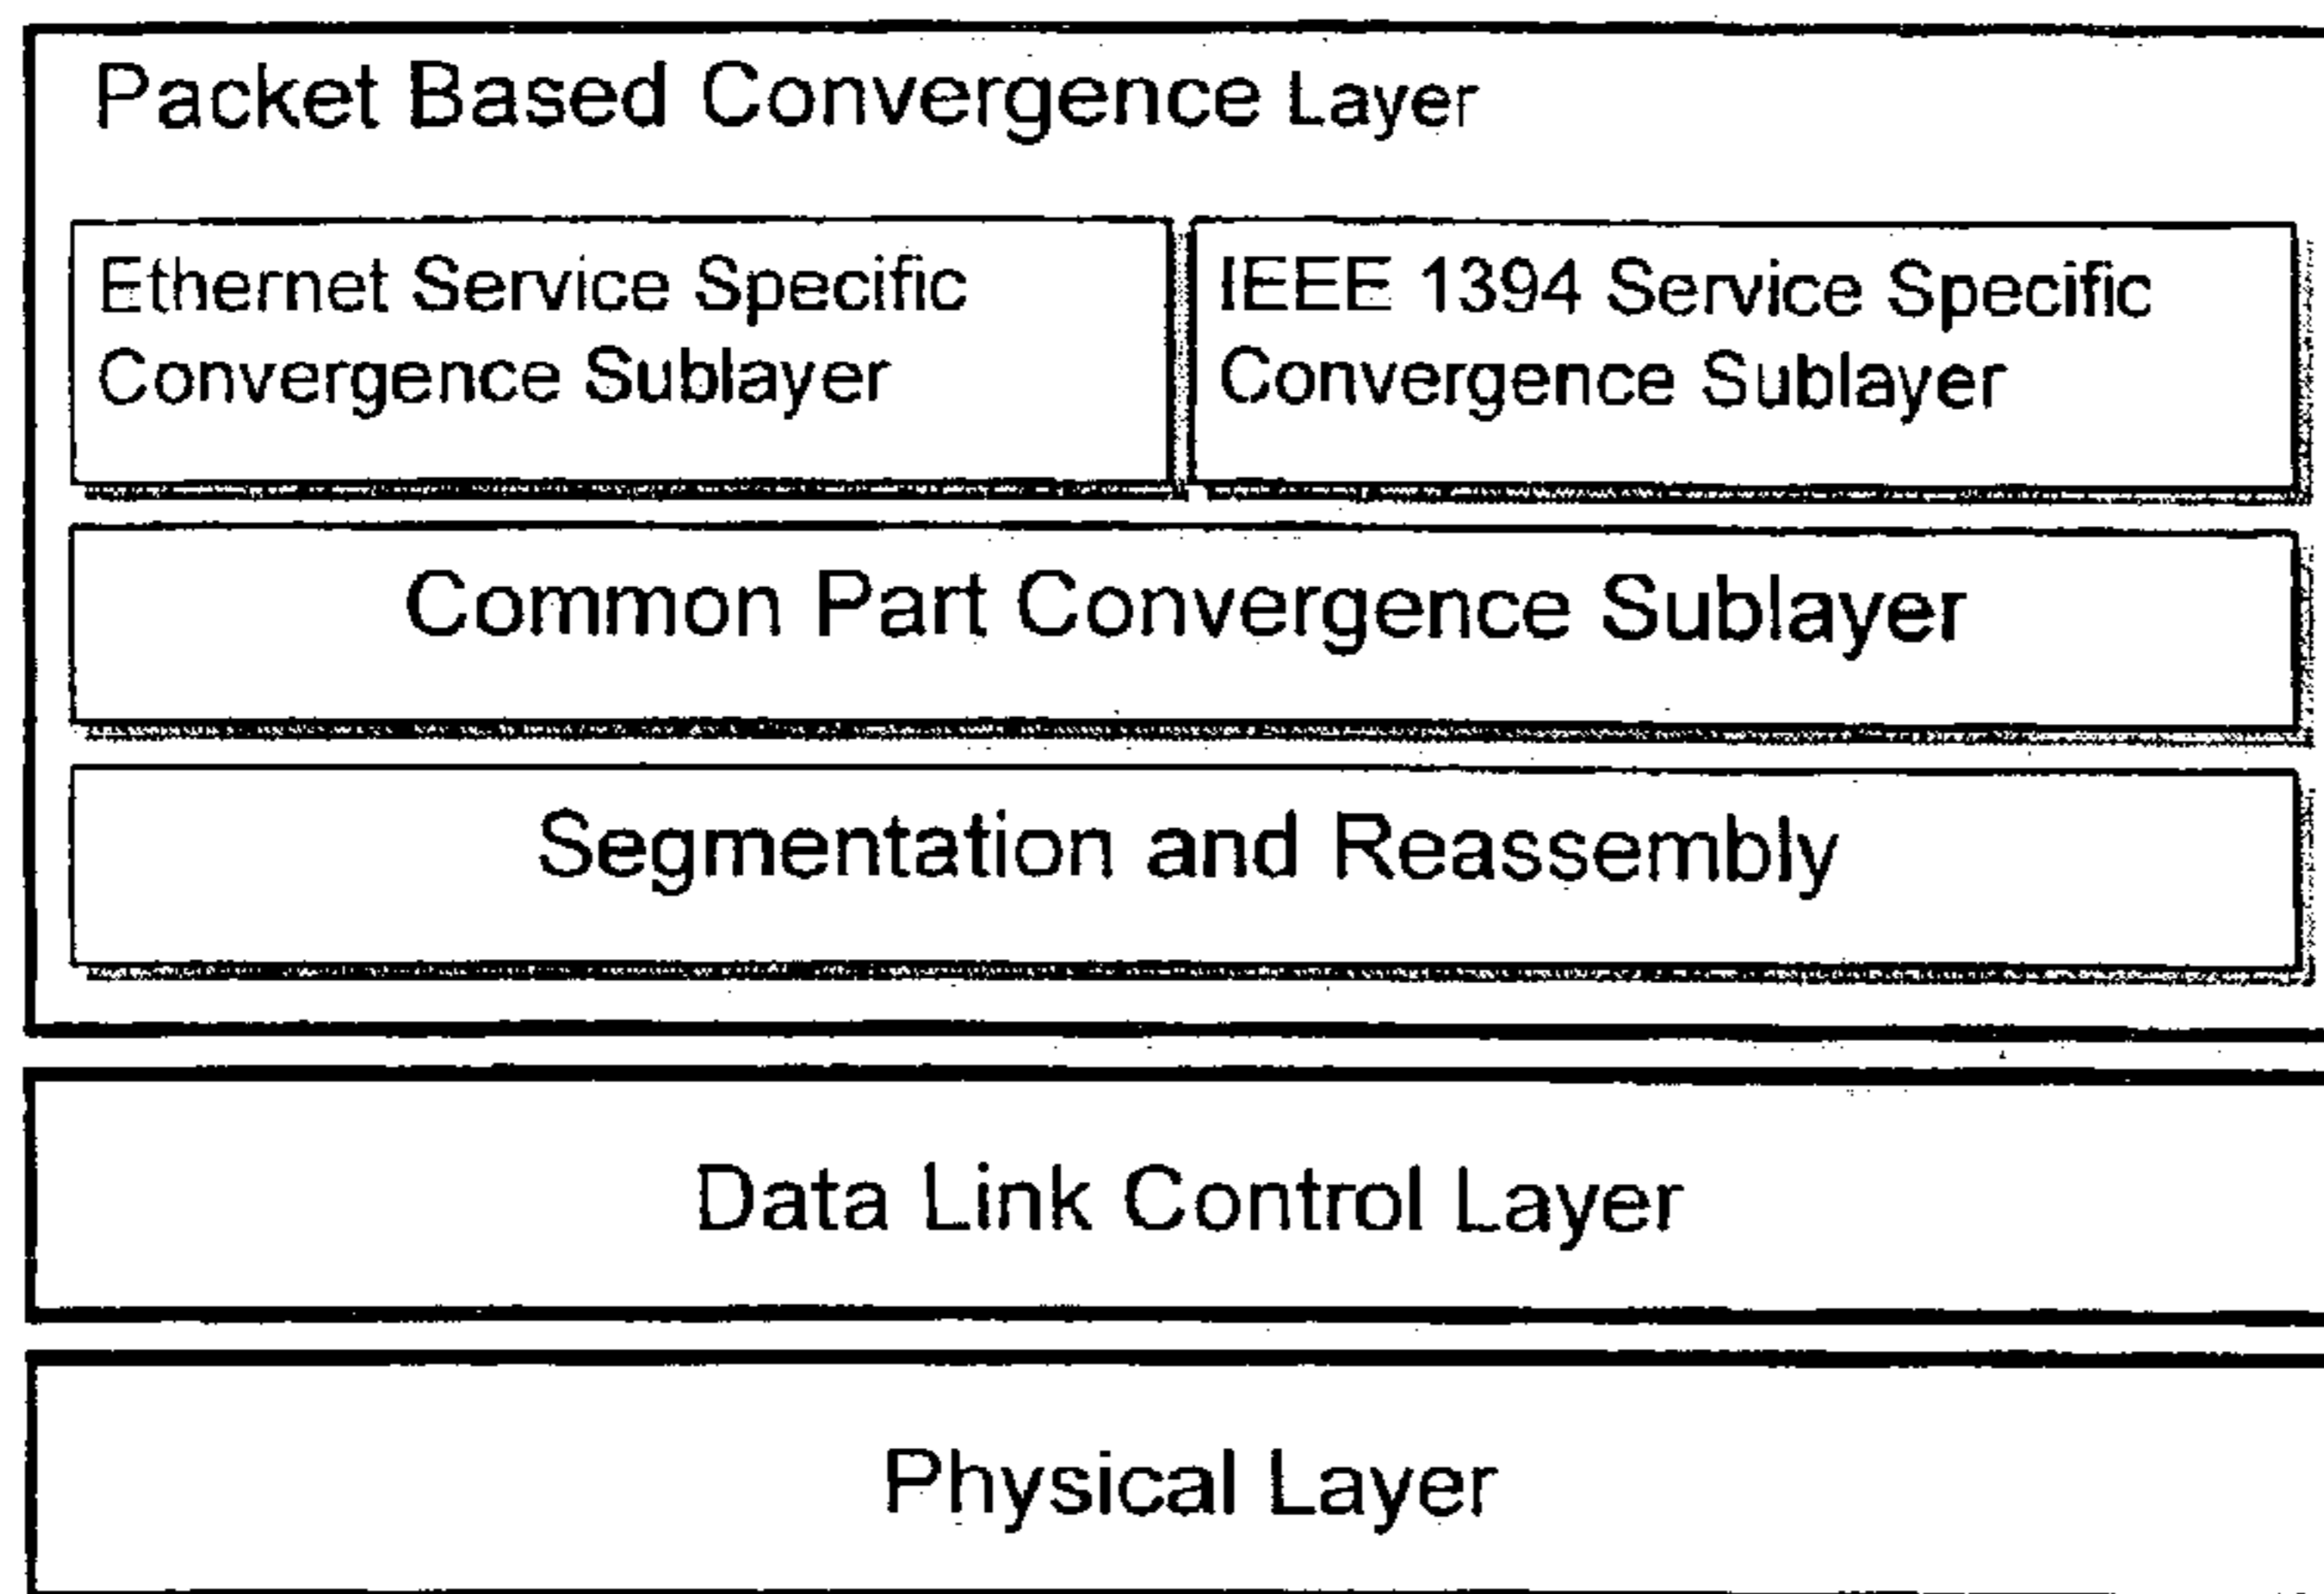 Packet Based Convergence Layer
Ethernet Service Specific
Convergence Sublayer
IEEE 1394 Service Specific
Convergence Sublayer
Common Part Convergence Sublayer
Segmentation and Reassembly
Data Link Control Layer
Physical Layer